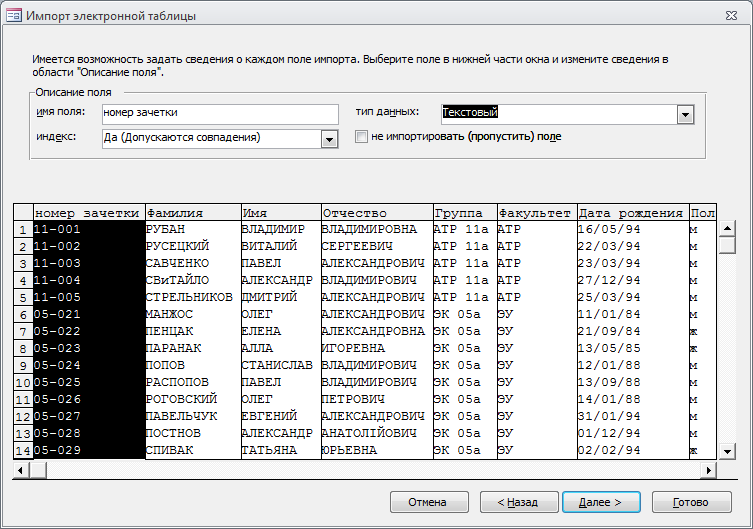 Импорт электронной таблицы
Имеется возможность задать сведения о каждом поле импорта. Выберите поле в нижней части окна и измените сведения в
области "Описание поля".
Описание поля
имя поля: номер зачетки тип данных: Текстовый
индекс: Да (Допускаются совпадения) не импортировать (пропустить) поле
номер зачетки Фамилия Имя Отчество Группа Факультет Дата рождения Пол
1 11-001 РУВАН ВЛАДИМИР ВЛАДИМИРОВНА АТР 11а АТР 16/05/94 м
2 11-002 РУСЕЦКИЙ ВИТАЛИЙ СЕРГЕЕВИЧ АТР 11а АТР 22/03/94 м
3 11-003 САВЧЕНКО ПАВЕЛ АЛЕКСАНДРОВИЧ АТР 11а АТР 23/03/94 м
4 11-004 СВиТАЙЛО АЛЕКСАНДР ВЛАДИМИРОВИЧ АТР 11а АТР 27/12/94 м
5 11-005 СТРЕЛЬНИКОВ ДМИТРИЙ АЛЕКСАНДРОВИЧ АТР 11а АТР 25/03/94 м
6 05-021 МАНЖОС ОЛЕГ АЛЕКСАНДРОВИЧ ЭК 05а ЭУ 11/01/84 м
7 05-022 ПЕНЦАК ЕЛЕНА АЛЕКСАНДРОВНА ЭК 05а ЭУ 21/09/84 ж
8 05-023 ПАРАНАК АЛЛА ИГОРЕВНА ЭК 05а ЭУ 13/05/85 ж
9 05-024 ПОПОВ СТАНИСЛАВ ВЛАДИМИРОВИЧ ЭК 05а ЭУ 12/01/88 м
10 05-025 РАСПОПОВ ПАВЕЛ ВЛАДИМИРОВИЧ ЭК 05а ЭУ 13/09/88 м
11 05-026 РОГОВСКИЙ ОЛЕГ ПЕТРОВИЧ ЭК 05а ЭУ 14/01/88 м
12 05-027 ПАВЕЛЬЧУК ЕВГЕНИЙ АЛЕКСАНДРОВИЧ ЭК 05а ЭУ 31/01/94 м
13 05-028 ПОСТНОВ АЛЕКСАНДР АНАТОЛІЙОВИЧ ЭК 05а ЭУ 01/12/94 м
14 05-029 СПИВАК ТАТЬЯНА ЮРЬЕВНА ЭК 05а ЭУ 02/02/94 ж
Отмена < Назад Далее > Готово